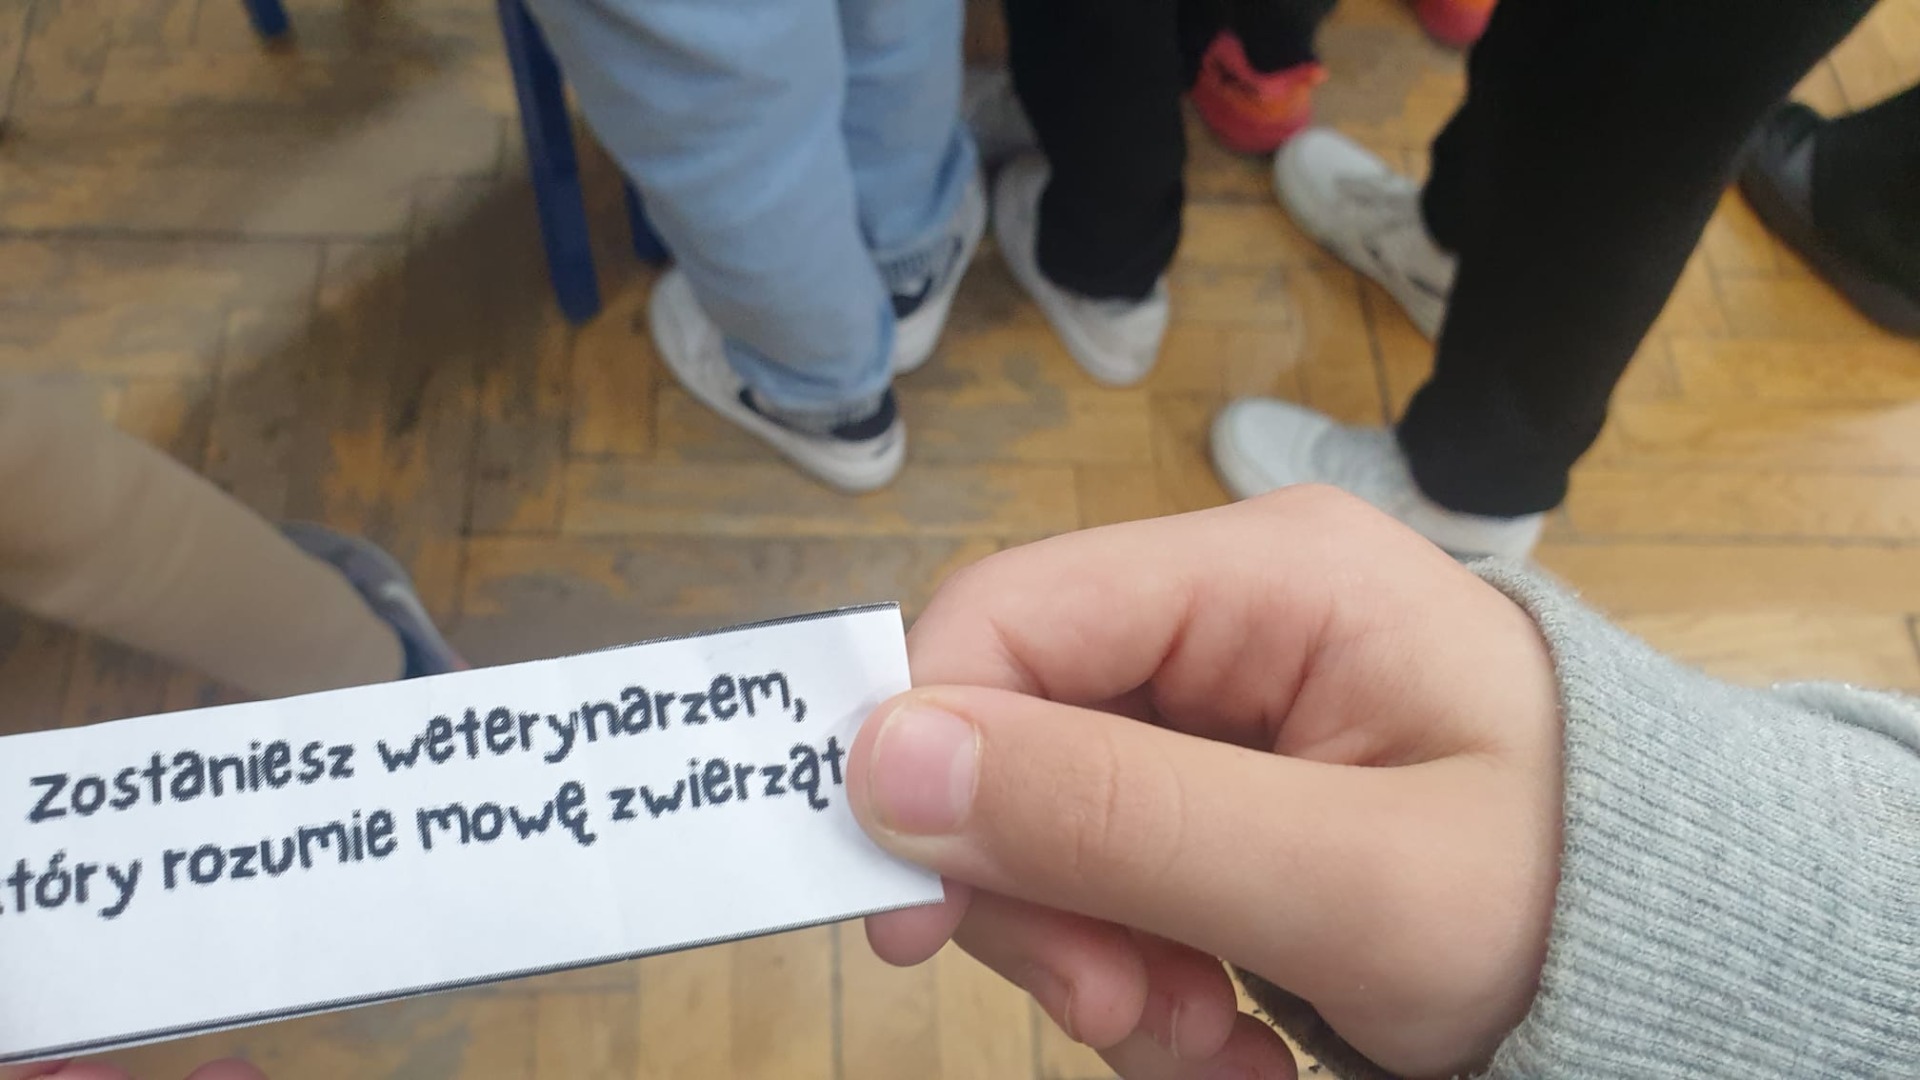 Zostaniesz weterynarzem,
tóry rozumie mowę zwierząt